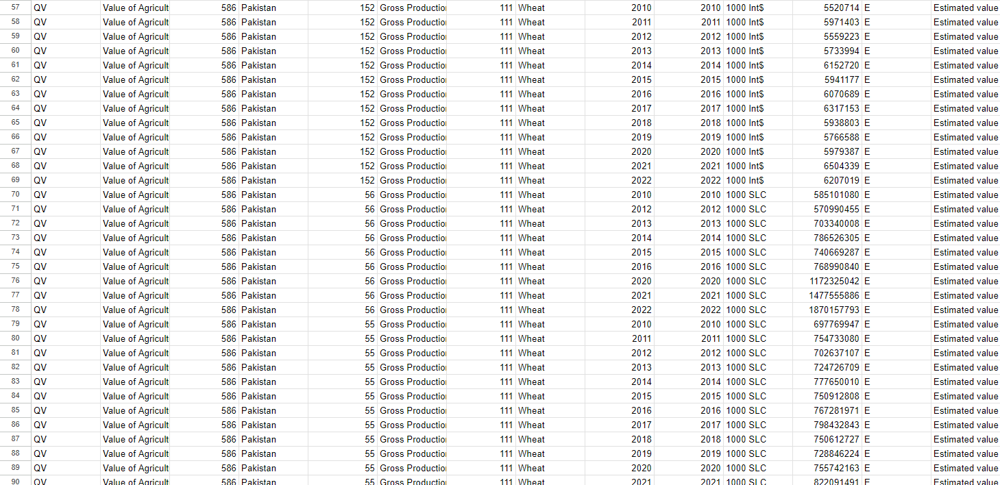 57 QV Value of Agricult 586 Pakistan 152 Gross Productio 111 Wheat 2010 2010 1000 Int$ 5520714 E Estimated value
58 QV Value of Agricult 586 Pakistan 152 Gross Productio 111 Wheat 2011 2011 1000 Int$ 5971403 E Estimated value
59 QV Value of Agricult 586 Pakistan 152 Gross Productio 111 Wheat 2012 2012 1000 Int$ 5559223 E Estimated value
60 QV Value of Agricult 586 Pakistan 152 Gross Productio 111 Wheat 2013 2013 1000 Int$ 5733994 E Estimated value
61 QV Value of Agricult 586 Pakistan 152 Gross Productio 111 Wheat 2014 2014 1000 Int$ 6152720 E Estimated value
62 QV Value of Agricult 586 Pakistan 152 Gross Productio 111 Wheat 2015 2015 1000 Int$ 5941177 E Estimated value
63 QV Value of Agricult 586 Pakistan 152 Gross Productio 111 Wheat 2016 2016 1000 Int$ 6070689 E Estimated value
64 QV Value of Agricult 586 Pakistan 152 Gross Productio 111 Wheat 2017 2017 1000 Int$ 6317153 E Estimated value
65 QV Value of Agricult 586 Pakistan 152 Gross Productio 111 Wheat 2018 2018 1000 Int$ 5938803 E Estimated value
66 QV Value of Agricult 586 Pakistan 152 Gross Productio 111 Wheat 2019 2019 1000 Int$ 5766588 E Estimated value
67 QV Value of Agricult 586 Pakistan 152 Gross Productio 111 Wheat 2020 2020 1000 Int$ 5979387 E Estimated value
68 QV Value of Agricult 586 Pakistan 152 Gross Productio 111 Wheat 2021 2021 1000 Int$ 6504339 E Estimated value
69 QV Value of Agricult 586 Pakistan 152 Gross Productio 111 Wheat 2022 2022 1000 Int$ 6207019 E Estimated value
70 QV Value of Agricult 586 Pakistan 56 Gross Productio 111 Wheat 2010 2010 1000 SLC 585101080 E Estimated value
71 QV Value of Agricult 586 Pakistan 56 Gross Productio 111 Wheat 2012 2012 1000 SLC 570990455 E Estimated value
72 QV Value of Agricult 586 Pakistan 56 Gross Productio 111 Wheat 2013 2013 1000 SLC 703340008 E Estimated value
73 QV Value of Agricult 586 Pakistan 56 Gross Productio 111 Wheat 2014 2014 1000 SLC 786526305 E Estimated value
74 QV Value of Agricult 586 Pakistan 56 Gross Productio 111 Wheat 2015 2015 1000 SLC 740669287 E Estimated value
75 QV Value of Agricult 586 Pakistan 56 Gross Productio 111 Wheat 2016 2016 1000 SLC 768990840 E Estimated value
76 QV Value of Agricult 586 Pakistan 56 Gross Productio 111 Wheat 2020 2020 1000 SLC 1172325042 E Estimated value
77 QV Value of Agricult 586 Pakistan 56 Gross Productio 111 Wheat 2021 2021 1000 SLC 1477555886 E Estimated value
78 QV Value of Agricult 586 Pakistan 56 Gross Productio 111 Wheat 2022 2022 1000 SLC 1870157793 E Estimated value
79 QV Value of Agricult 586 Pakistan 55 Gross Productio 111 Wheat 2010 2010 1000 SLC 697769947 E Estimated value
80 QV Value of Agricult 586 Pakistan 55 Gross Productio 111 Wheat 2011 2011 1000 SLC 754733080 E Estimated value
81 QV Value of Agricult 586 Pakistan 55 Gross Productio 111 Wheat 2012 2012 1000 SLC 702637107 E Estimated value
82 QV Value of Agricult 586 Pakistan 55 Gross Productio 111 Wheat 2013 2013 1000 SLC 724726709 E Estimated value
83 QV Value of Agricult 586 Pakistan 55 Gross Productio 111 Wheat 2014 2014 1000 SLC 777650010 E Estimated value
84 QV Value of Agricult 586 Pakistan 55 Gross Productio 111 Wheat 2015 2015 1000 SLC 750912808 E Estimated value
85 QV Value of Agricult 586 Pakistan 55 Gross Productio 111 Wheat 2016 2016 1000 SLC 767281971 E Estimated value
86 QV Value of Agricult 586 Pakistan 55 Gross Productio 111 Wheat 2017 2017 1000 SLC 798432843 E Estimated value
87 QV Value of Agricult 586 Pakistan 55 Gross Productio 111 Wheat 2018 2018 1000 SLC 750612727 E Estimated value
88 QV Value of Agricult 586 Pakistan 55 Gross Productio 111 Wheat 2019 2019 1000 SLC 728846224 E Estimated value
89 QV Value of Agricult 586 Pakistan 55 Gross Productio 111 Wheat 2020 2020 1000 SLC 755742163 E Estimated value
90 QV Value of Agricult 586 Pakistan 55 Gross Productio 111 Wheat 2021 2021 1000 SLC 822091491 E Estimated value